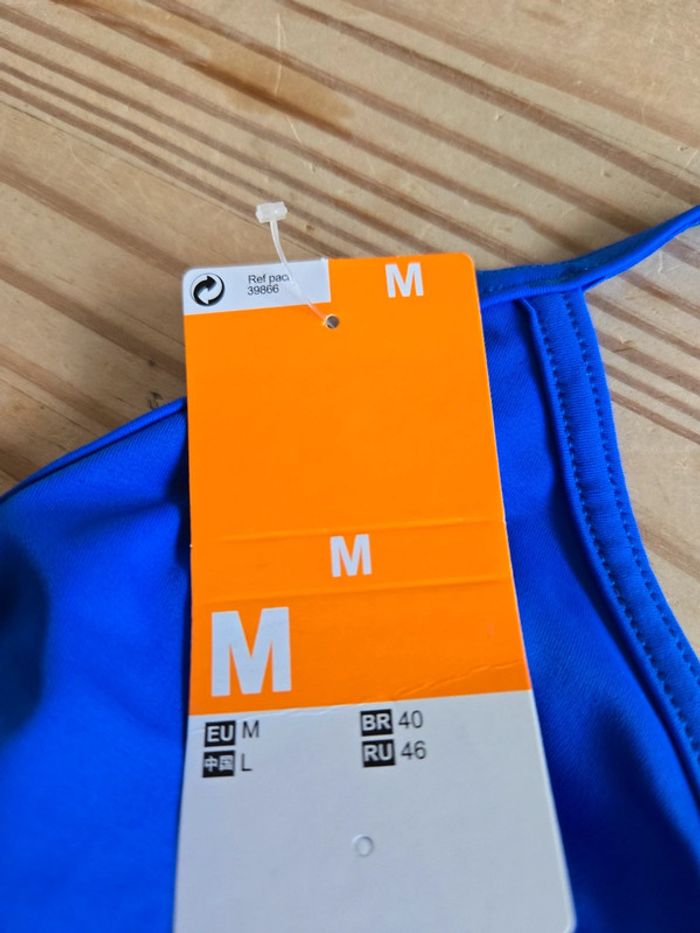 Ref pack
39866
M
M
M
EU M
BR 40
中国 L
RU 46